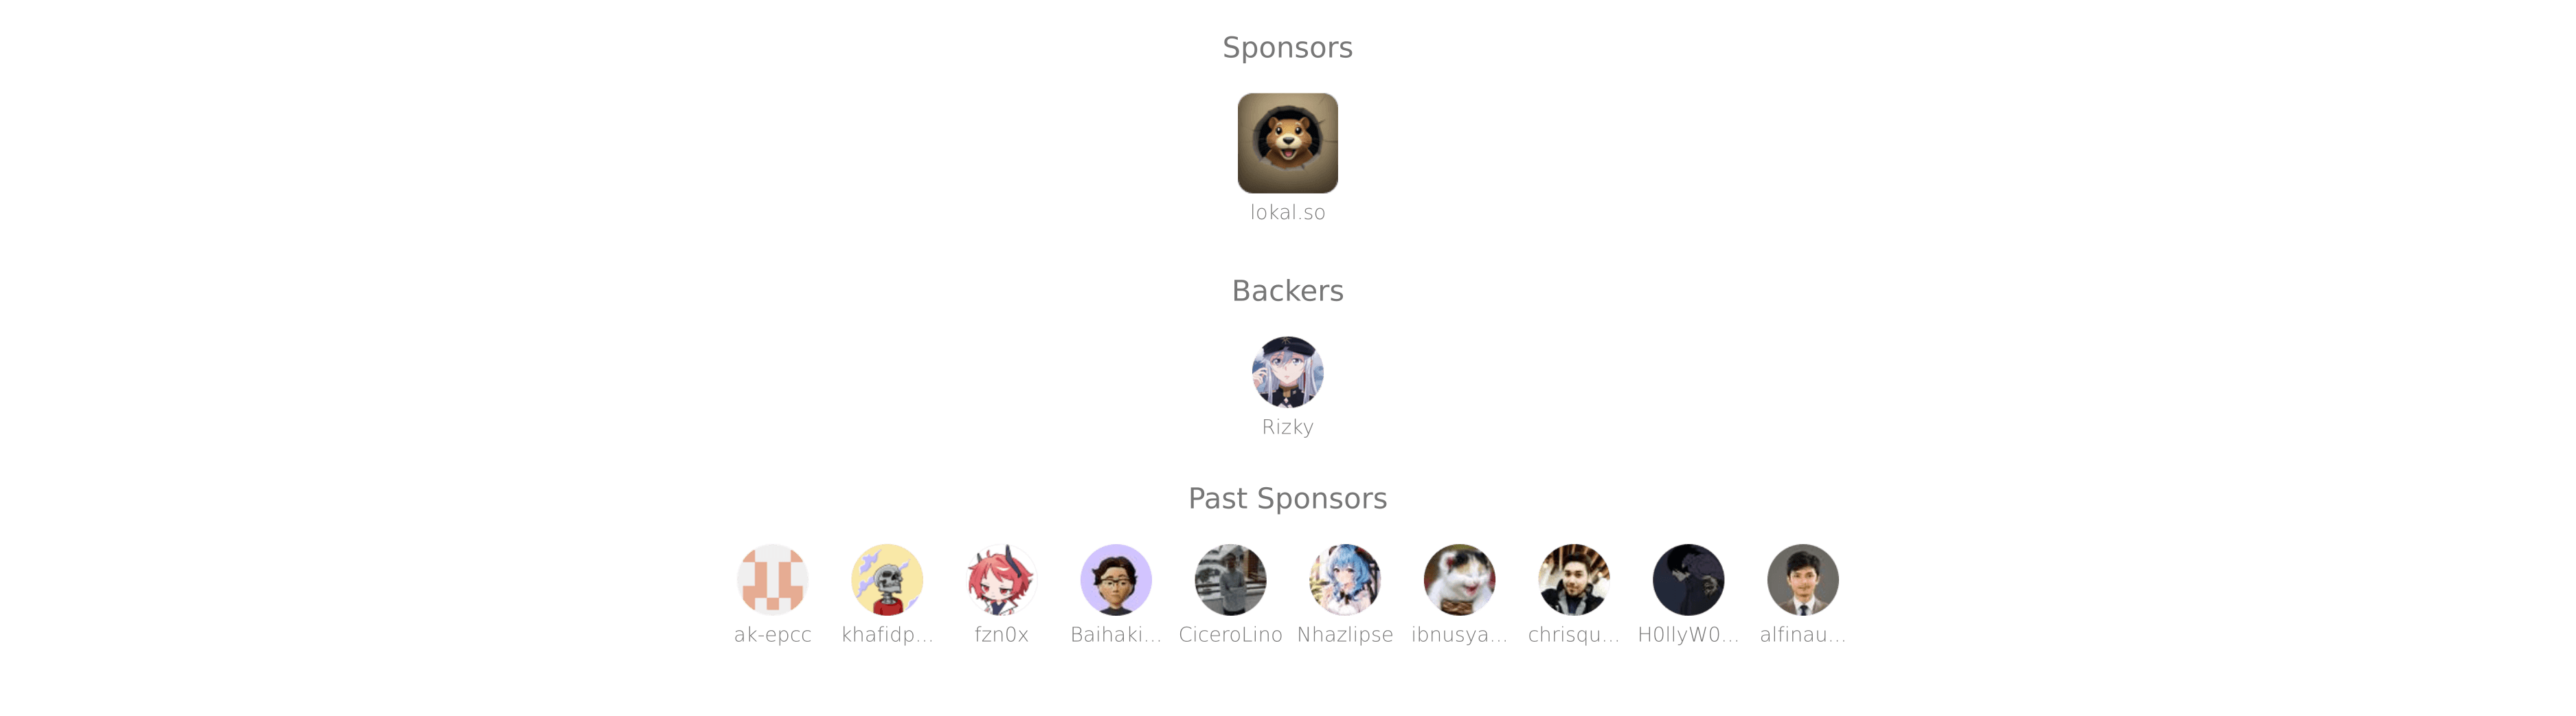 Sponsors
lokal.so
Backers
Rizky
Past Sponsors
ak-epcc khafidp... fzn0x Baihaki... CiceroLino Nhazlipse ibnusya... chrisqu... H0llyW0... alfinau...